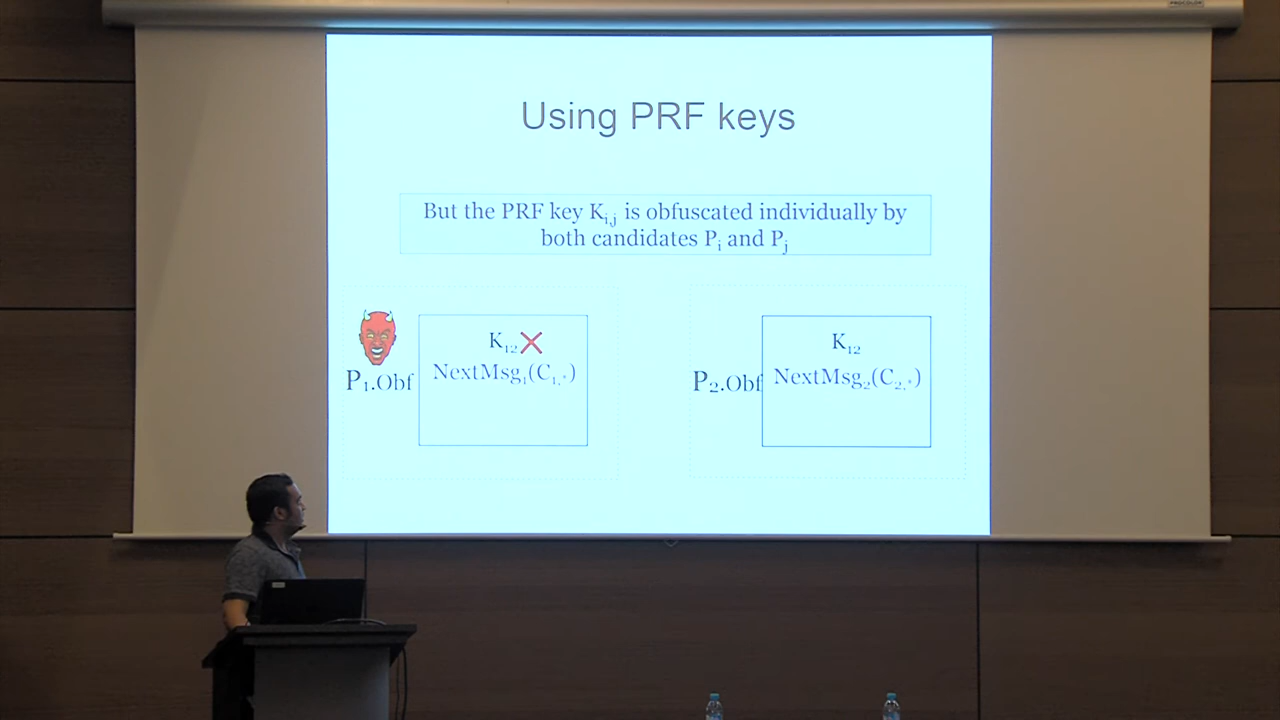 Using PRF keys
But the PRF key Ki,j is obfuscated individually by
both candidates Pi and Pj
K12
NextMsg1(C1,*)
P1.Obf
K12
NextMsg2(C2,*)
P2.Obf